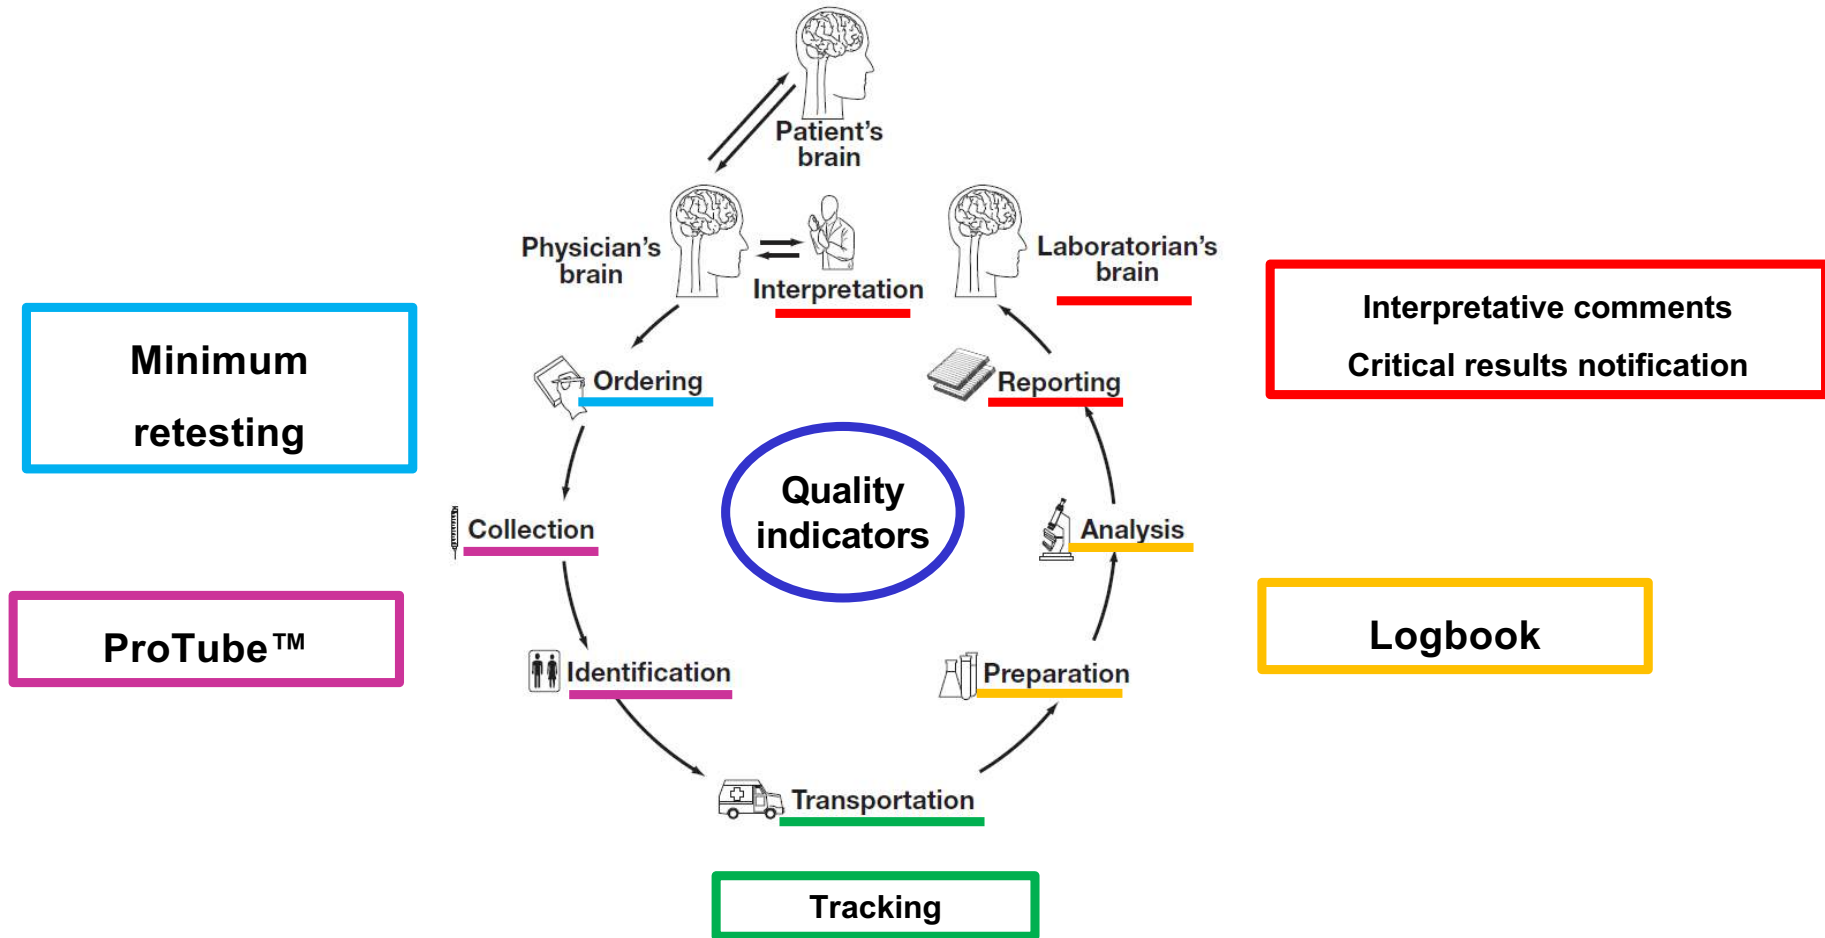 Patient's
brain
Physician's
brain
Interpretation
Laboratorian's
brain
Interpretative comments
Critical results notification
Minimum
retesting
Ordering
Reporting
Quality
indicators
Collection
Analysis
ProTube™
Logbook
Identification
Preparation
Transportation
Tracking